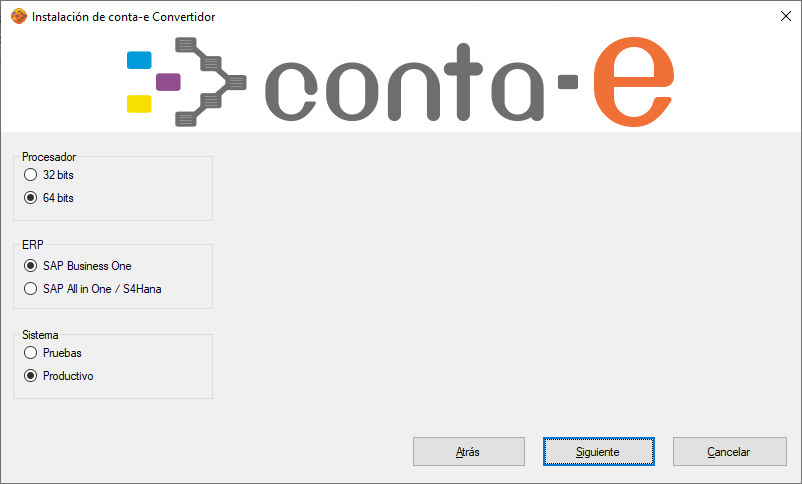 Instalación de conta-e Convertidor
conta-e
Procesador
32 bits
64 bits
ERP
SAP Business One
SAP All in One / S4Hana
Sistema
Pruebas
Productivo
Atrás
Siguiente
Cancelar